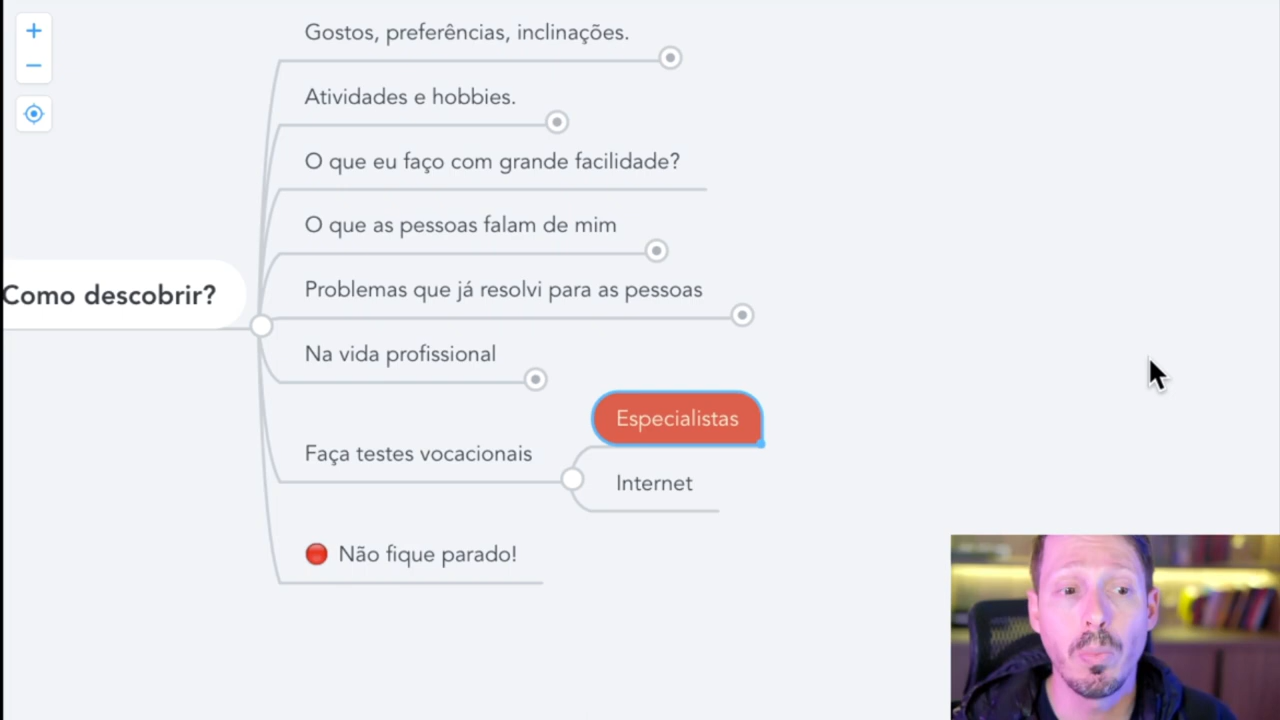 Gostos, preferências, inclinações.
Atividades e hobbies.
O que eu faço com grande facilidade?
O que as pessoas falam de mim
Como descobrir?
Problemas que já resolvi para as pessoas
Na vida profissional
Especialistas
Faça testes vocacionais
Internet
Não fique parado!